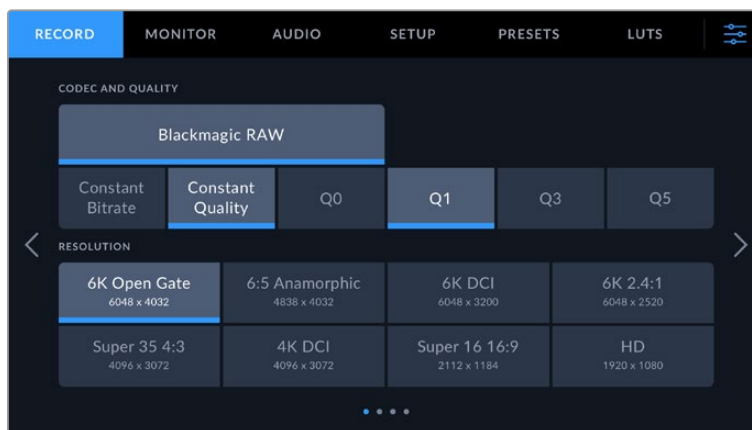 RECORD MONITOR AUDIO SETUP PRESETS LUTS
CODEC AND QUALITY
Blackmagic RAW
Constant Bitrate
Constant Quality
Q0
Q1
Q3
Q5
RESOLUTION
6K Open Gate
6048 x 4032
6:5 Anamorphic
4838 x 4032
6K DCI
6048 x 3200
6K 2.4:1
6048 x 2520
Super 35 4:3
4096 x 3072
4K DCI
4096 x 3072
Super 16 16:9
2112 x 1184
HD
1920 x 1080